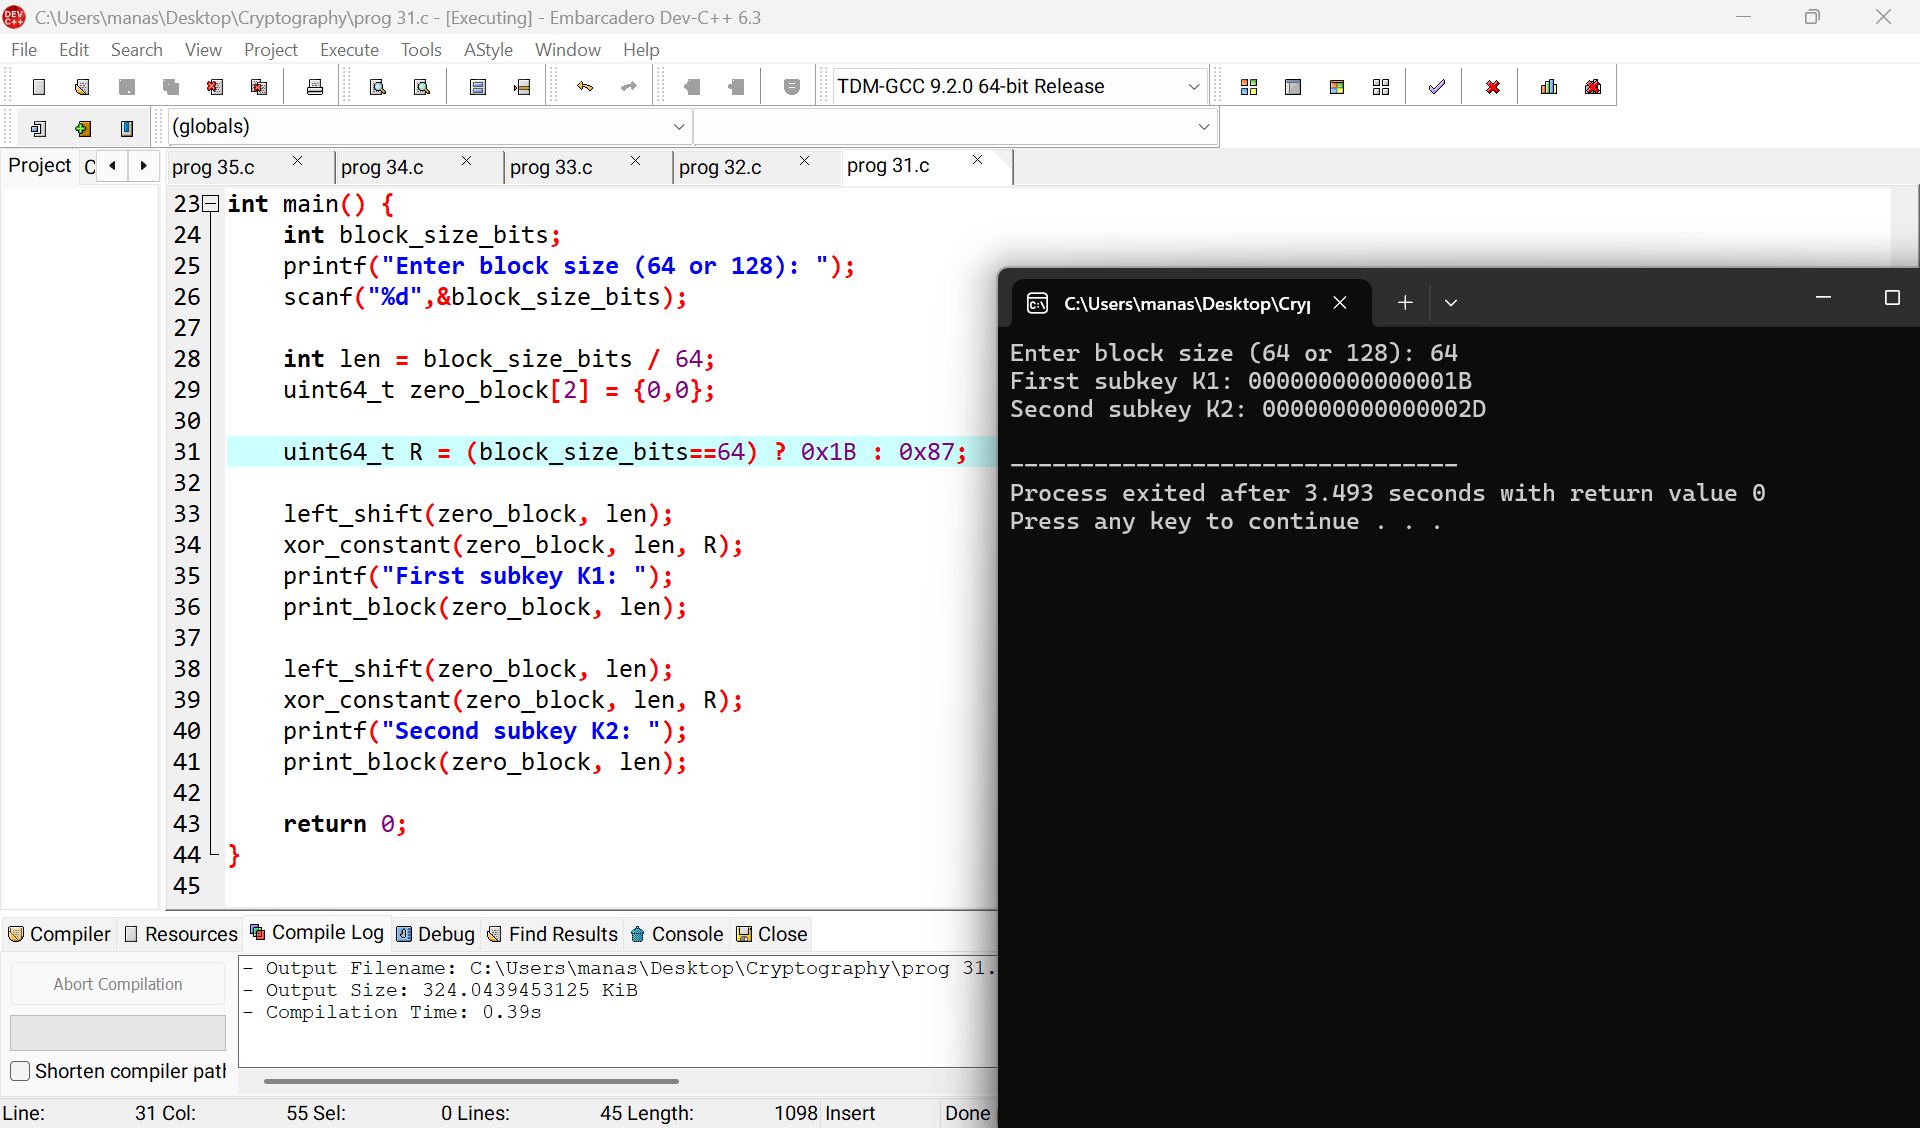 C:\Users\manas\Desktop\Cryptography\prog 31.c - [Executing] - Embarcadero Dev-C++ 6.3
File Edit Search View Project Execute Tools AStyle Window Help
TDM-GCC 9.2.0 64-bit Release
(globals)
Project C prog 35.c prog 34.c prog 33.c prog 32.c prog 31.c
23 int main() {
24 int block_size_bits;
25 printf("Enter block size (64 or 128): ");
26 scanf("%d",&block_size_bits);
27
28 int len = block_size_bits / 64;
29 uint64_t zero_block[2] = {0,0};
30
31 uint64_t R = (block_size_bits==64) ? 0x1B : 0x87;
32
33 left_shift(zero_block, len);
34 xor_constant(zero_block, len, R);
35 printf("First subkey K1: ");
36 print_block(zero_block, len);
37
38 left_shift(zero_block, len);
39 xor_constant(zero_block, len, R);
40 printf("Second subkey K2: ");
41 print_block(zero_block, len);
42
43 return 0;
44 }
45
C:\Users\manas\Desktop\Cryp
Enter block size (64 or 128): 64
First subkey K1: 000000000000001B
Second subkey K2: 000000000000002D
--------------------------------
Process exited after 3.493 seconds with return value 0
Press any key to continue . . .
Compiler Resources Compile Log Debug Find Results Console Close
Abort Compilation
Shorten compiler path
- Output Filename: C:\Users\manas\Desktop\Cryptography\prog 31.
- Output Size: 324.0439453125 KiB
- Compilation Time: 0.39s
Line: 31 Col: 55 Sel: 0 Lines: 45 Length: 1098 Insert Done